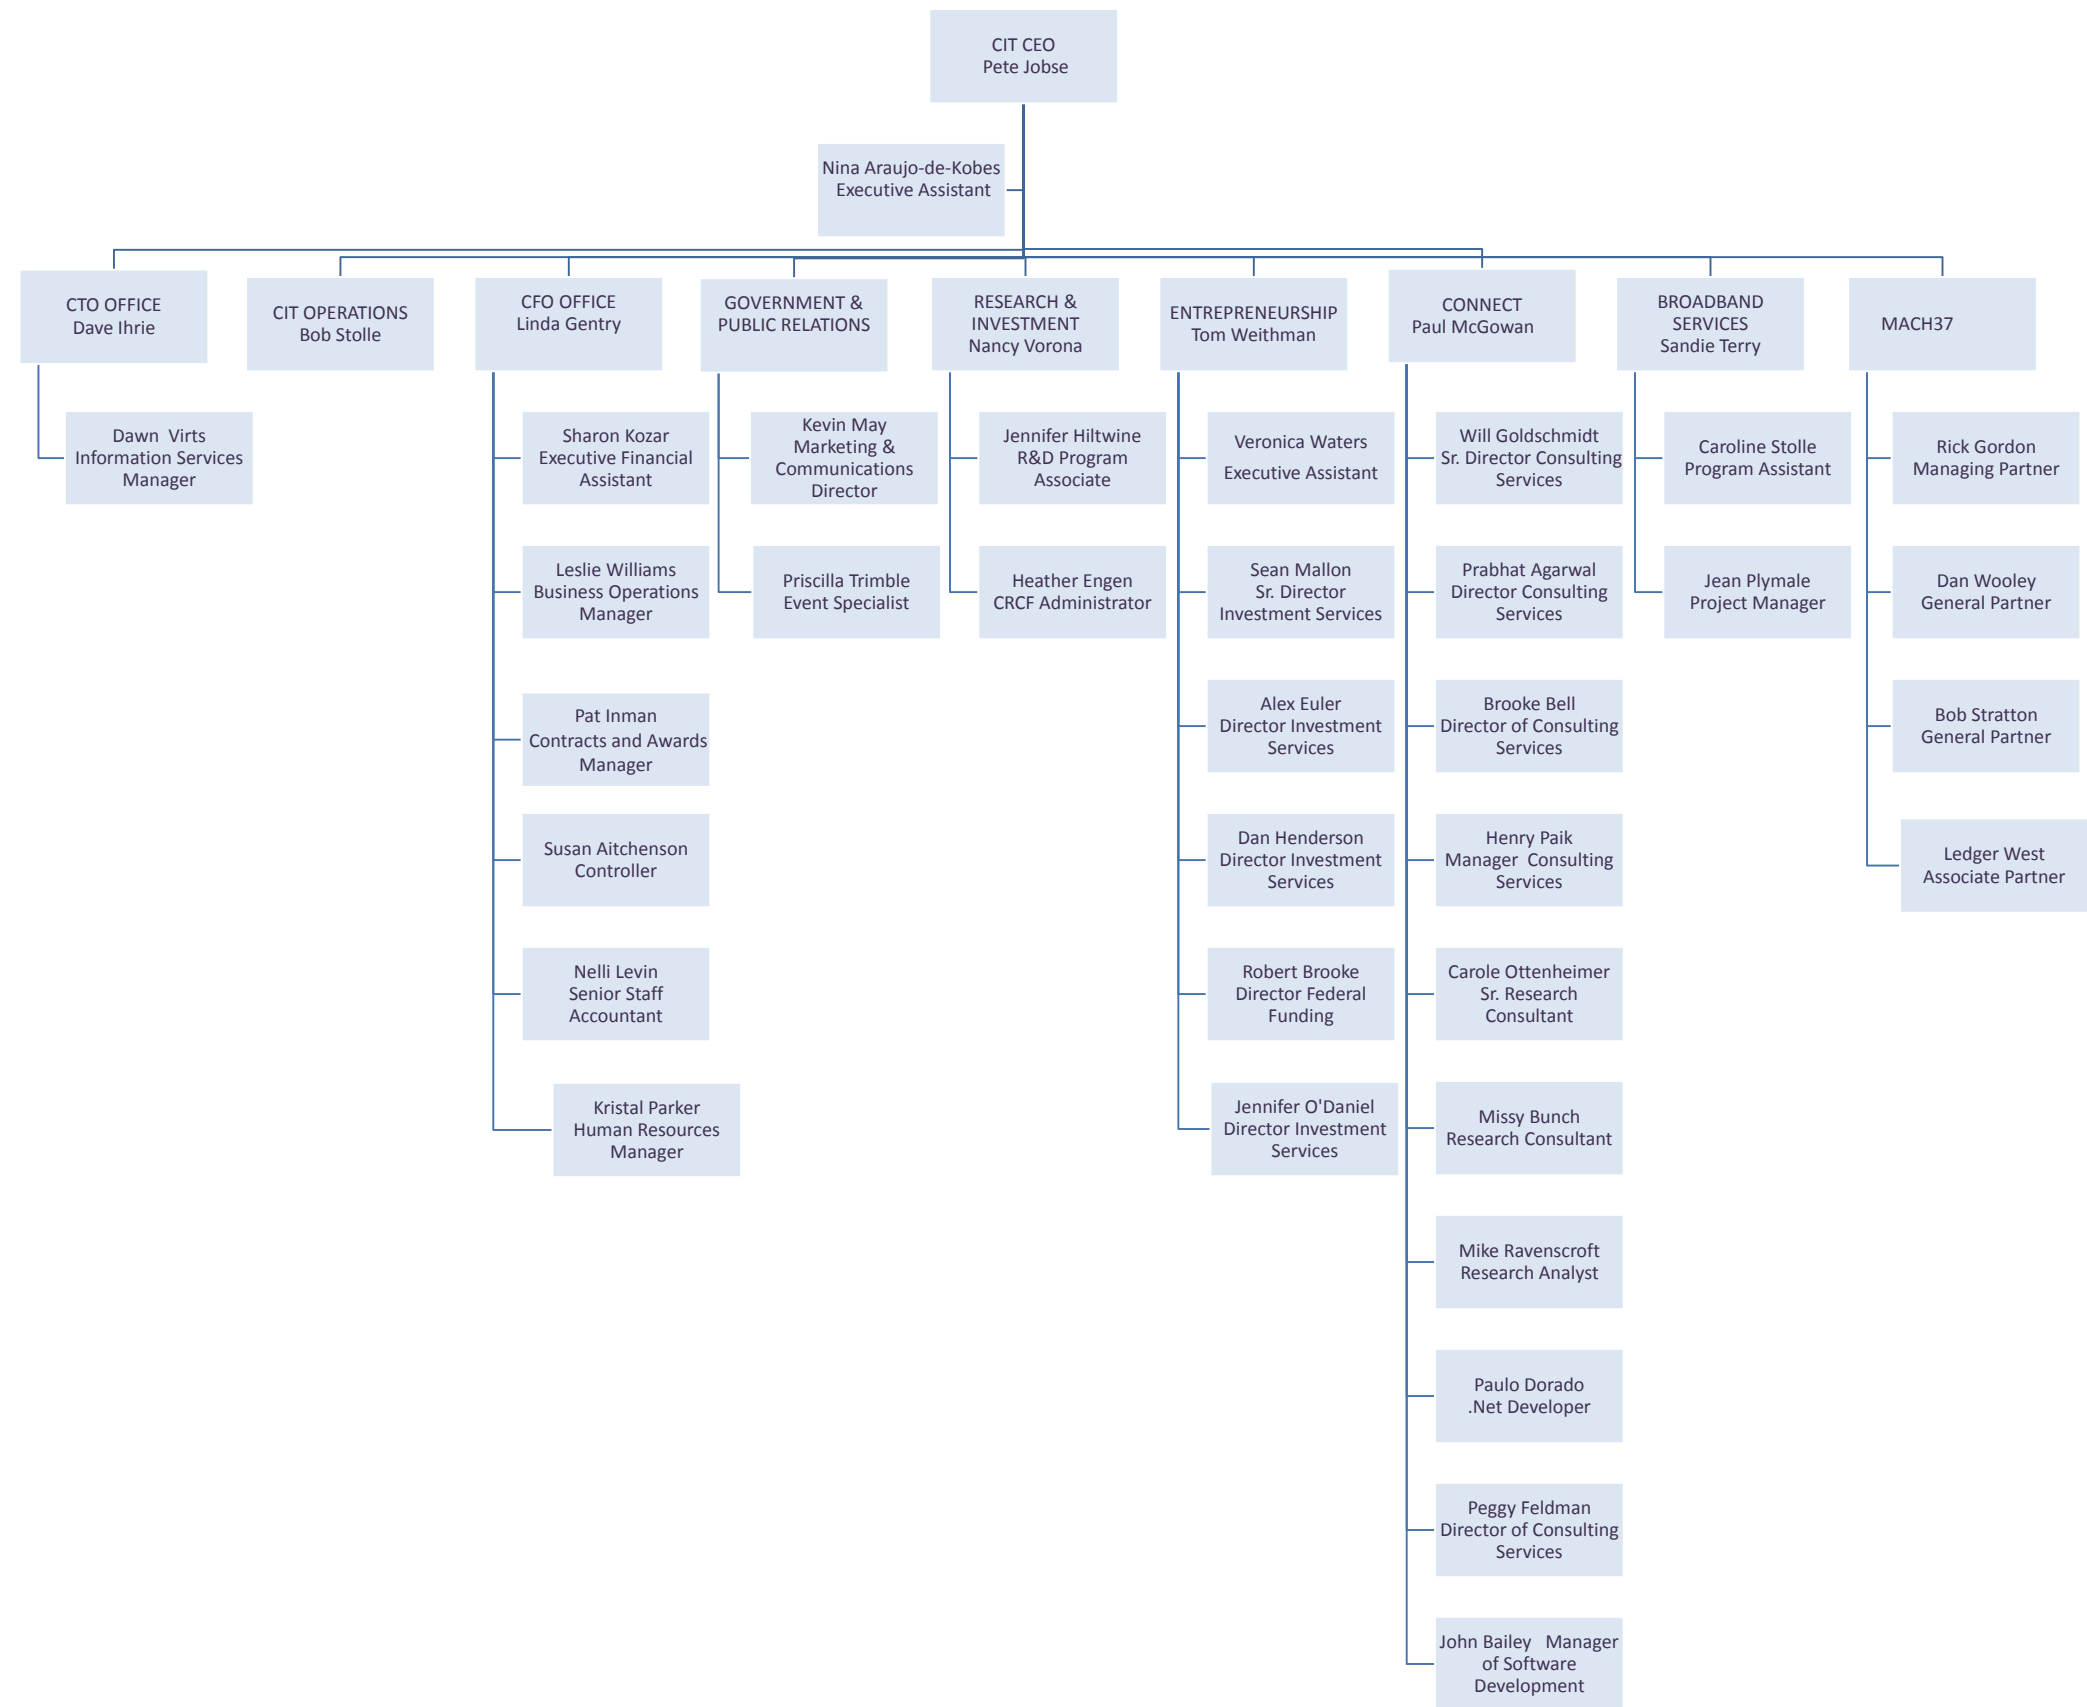 CIT CEO
Pete Jobse
Nina Araujo-de-Kobes
Executive Assistant
CTO OFFICE
Dave Ihrie
CIT OPERATIONS
Bob Stolle
CFO OFFICE
Linda Gentry
GOVERNMENT &
PUBLIC RELATIONS
RESEARCH &
INVESTMENT
Nancy Vorona
ENTREPRENEURSHIP
Tom Weithman
CONNECT
Paul McGowan
BROADBAND
SERVICES
Sandie Terry
MACH37
Dawn  Virts
Information Services
Manager
Sharon Kozar
Executive Financial
Assistant
Leslie Williams
Business Operations
Manager
Pat Inman
Contracts and Awards
Manager
Susan Aitchenson
Controller
Nelli Levin
Senior Staff
Accountant
Kristal Parker
Human Resources
Manager
Kevin May
Marketing &
Communications
Director
Priscilla Trimble
Event Specialist
Jennifer Hiltwine
R&D Program
Associate
Heather Engen
CRCF Administrator
Veronica Waters
Executive Assistant
Sean Mallon
Sr. Director
Investment Services
Alex Euler
Director Investment
Services
Dan Henderson
Director Investment
Services
Robert Brooke
Director Federal
Funding
Jennifer O'Daniel
Director Investment
Services
Will Goldschmidt
Sr. Director Consulting
Services
Prabhat Agarwal
Director Consulting
Services
Brooke Bell
Director of Consulting
Services
Henry Paik
Manager  Consulting
Services
Carole Ottenheimer
Sr. Research
Consultant
Missy Bunch
Research Consultant
Mike Ravenscroft
Research Analyst
Paulo Dorado
.Net Developer
Peggy Feldman
Director of Consulting
Services
John Bailey   Manager
of Software
Development
Caroline Stolle
Program Assistant
Jean Plymale
Project Manager
Rick Gordon
Managing Partner
Dan Wooley
General Partner
Bob Stratton
General Partner
Ledger West
Associate Partner